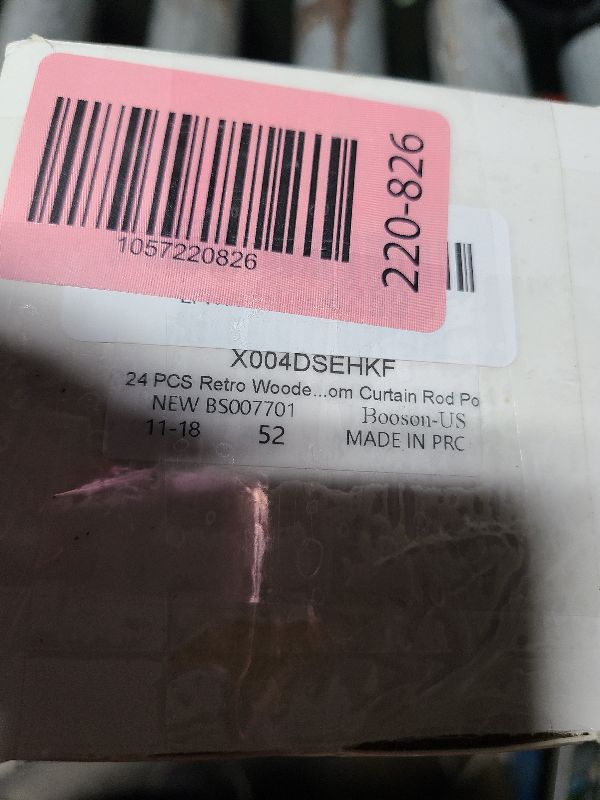 1057220826
220-826
X004DSEHKF
24 PCS Retro Woode...om Curtain Rod Po
NEW BS007701
Booson-US
11-18
52
MADE IN PRC